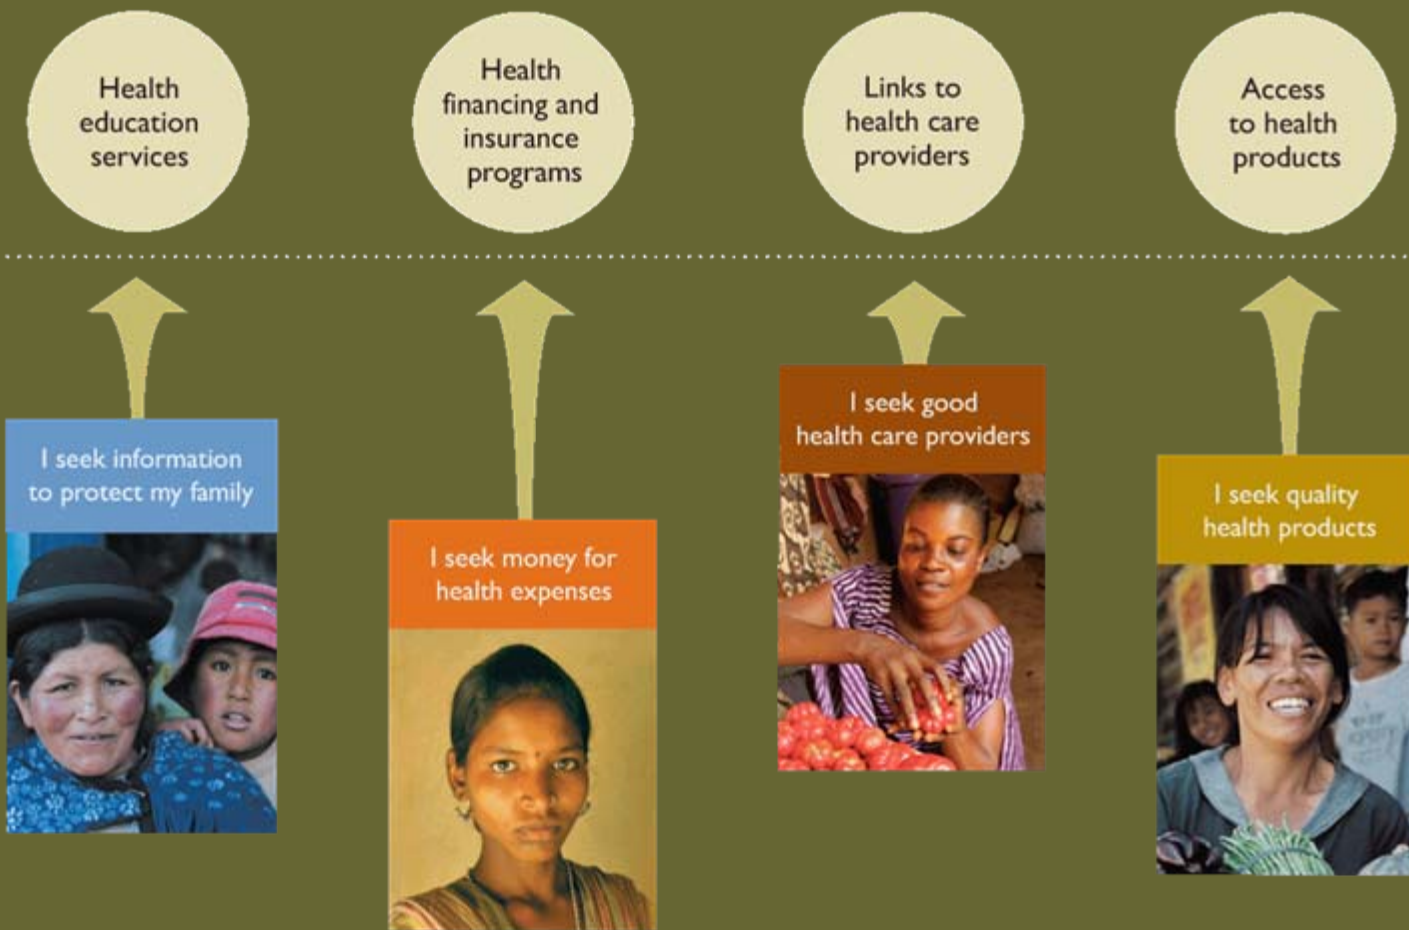 Health
education
services
Health
financing and
insurance
programs
Links to
health care
providers
Access
to health
products
I seek information
to protect my family
I seek money for
health expenses
I seek good
health care providers
I seek quality
health products